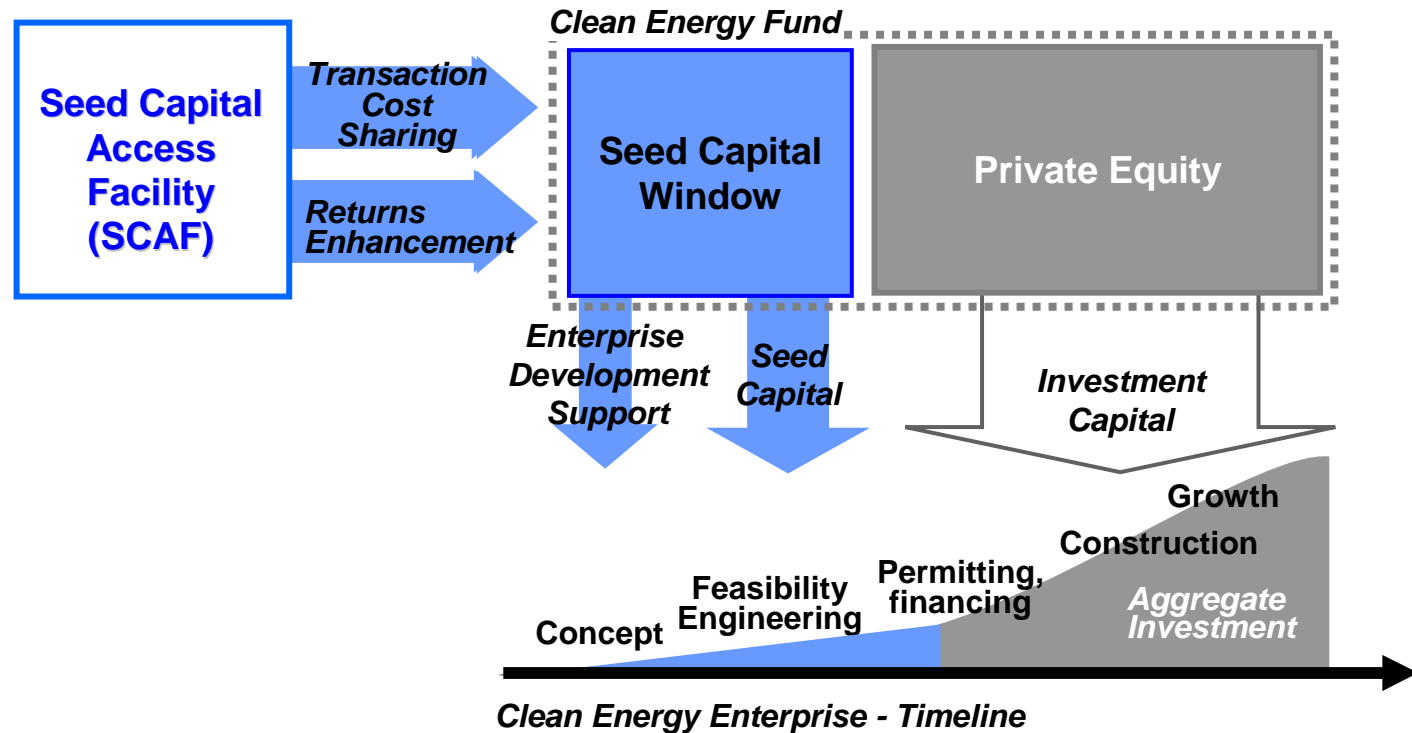 Clean Energy Fund
Seed Capital
Access
Facility
(SCAF)
Transaction
Cost
Sharing
Returns
Enhancement
Seed Capital
Window
Private Equity
Enterprise
Development
Support
Seed
Capital
Investment
Capital
Growth
Construction
Permitting,
financing
Feasibility
Engineering
Concept
Aggregate
Investment
Clean Energy Enterprise - Timeline